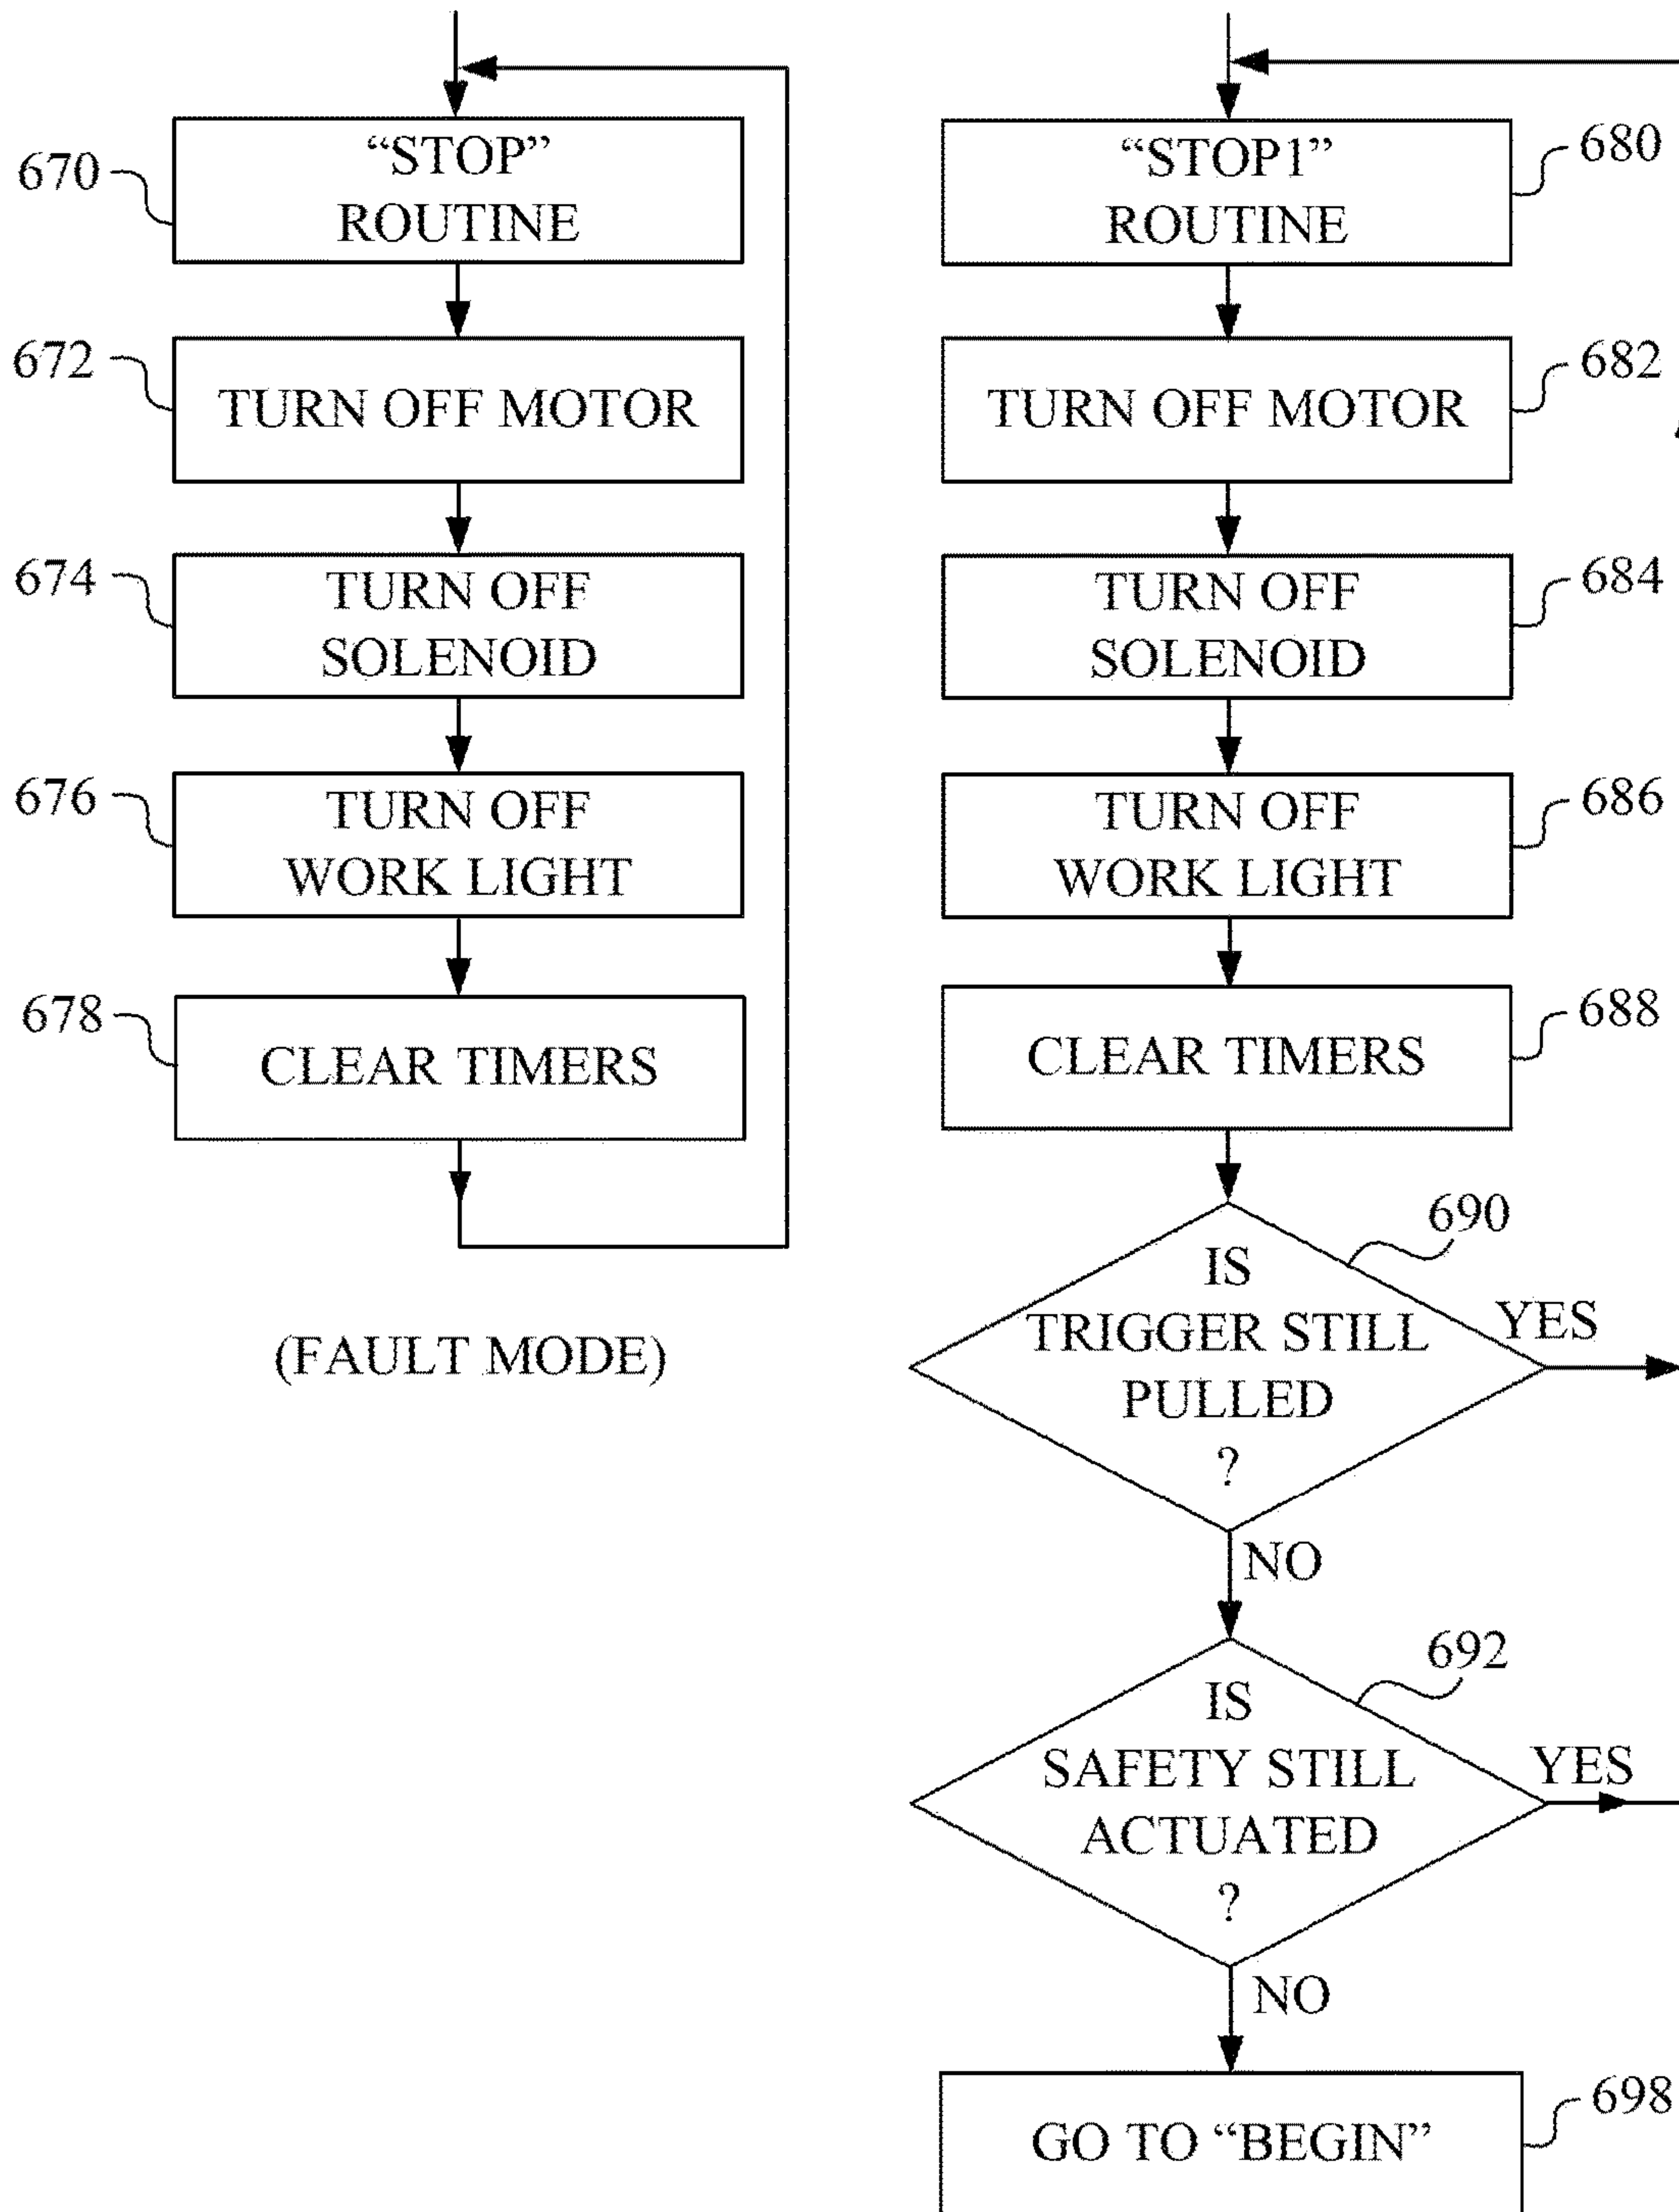 670
“STOP”
ROUTINE
672
TURN OFF MOTOR
674
TURN OFF
SOLENOID
676
TURN OFF
WORK LIGHT
678
CLEAR TIMERS
(FAULT MODE)
680
“STOP1”
ROUTINE
682
TURN OFF MOTOR
684
TURN OFF
SOLENOID
686
TURN OFF
WORK LIGHT
688
CLEAR TIMERS
690
IS
TRIGGER STILL
PULLED
?
YES
NO
692
IS
SAFETY STILL
ACTUATED
?
YES
NO
698
GO TO “BEGIN”